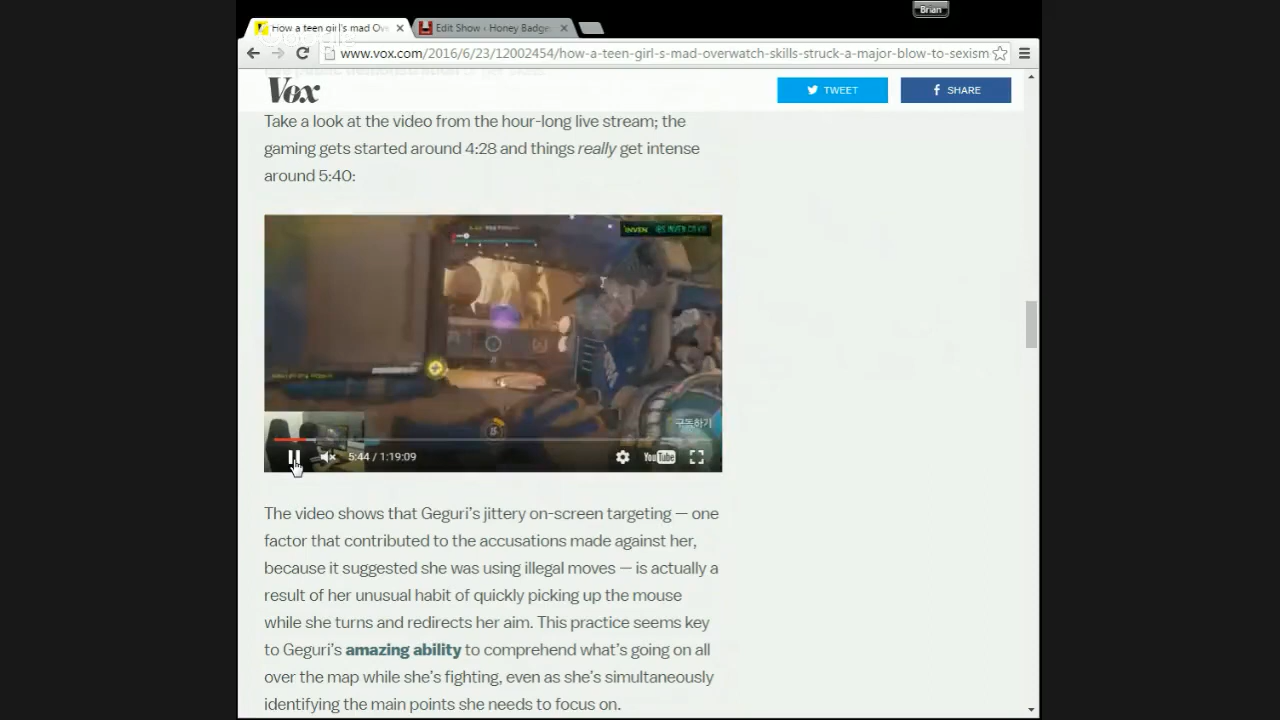 Brian
How a teen girl's mad Ov
Edit Show ‹ Honey Badge
www.vox.com/2016/6/23/12002454/how-a-teen-girl-s-mad-overwatch-skills-struck-a-major-blow-to-sexism
Vox
TWEET
SHARE
Take a look at the video from the hour-long live stream; the
gaming gets started around 4:28 and things really get intense
around 5:40:
INVEN
구독하기
5:44 / 1:19:09
YouTube
The video shows that Geguri's jittery on-screen targeting — one
factor that contributed to the accusations made against her,
because it suggested she was using illegal moves — is actually a
result of her unusual habit of quickly picking up the mouse
while she turns and redirects her aim. This practice seems key
to Geguri's amazing ability to comprehend what's going on all
over the map while she's fighting, even as she's simultaneously
identifying the main points she needs to focus on.